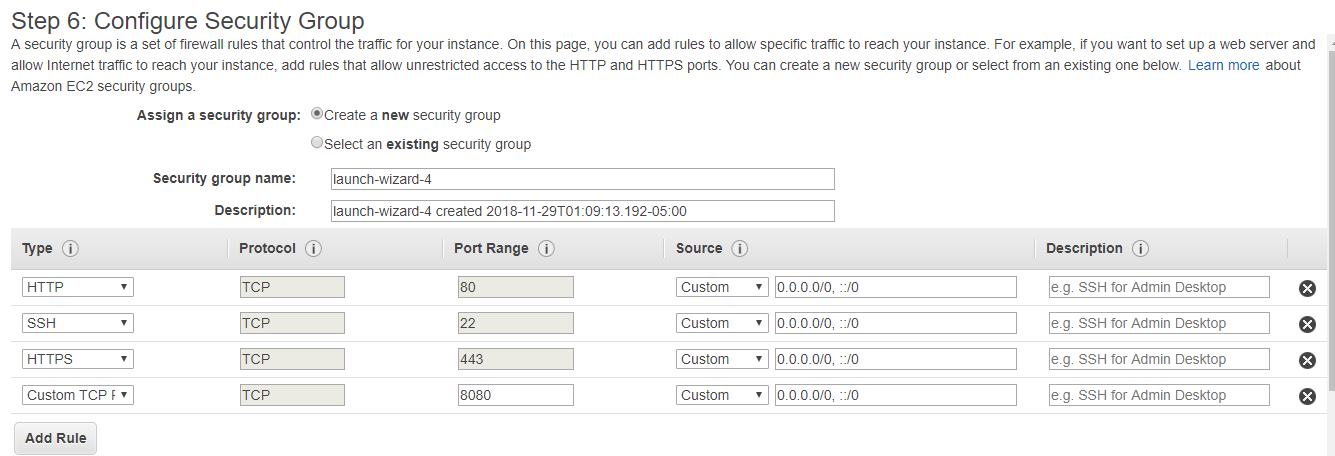 Step 6: Configure Security Group
A security group is a set of firewall rules that control the traffic for your instance. On this page, you can add rules to allow specific traffic to reach your instance. For example, if you want to set up a web server and
allow Internet traffic to reach your instance, add rules that allow unrestricted access to the HTTP and HTTPS ports. You can create a new security group or select from an existing one below. Learn more about
Amazon EC2 security groups.
Assign a security group: Create a new security group
Select an existing security group
Security group name: launch-wizard-4
Description: launch-wizard-4 created 2018-11-29T01:09:13.192-05:00
Type i Protocol i Port Range i Source i Description i
HTTP TCP 80 Custom 0.0.0.0/0, ::/0 e.g. SSH for Admin Desktop
SSH TCP 22 Custom 0.0.0.0/0, ::/0 e.g. SSH for Admin Desktop
HTTPS TCP 443 Custom 0.0.0.0/0, ::/0 e.g. SSH for Admin Desktop
Custom TCP TCP 8080 Custom 0.0.0.0/0, ::/0 e.g. SSH for Admin Desktop
Add Rule